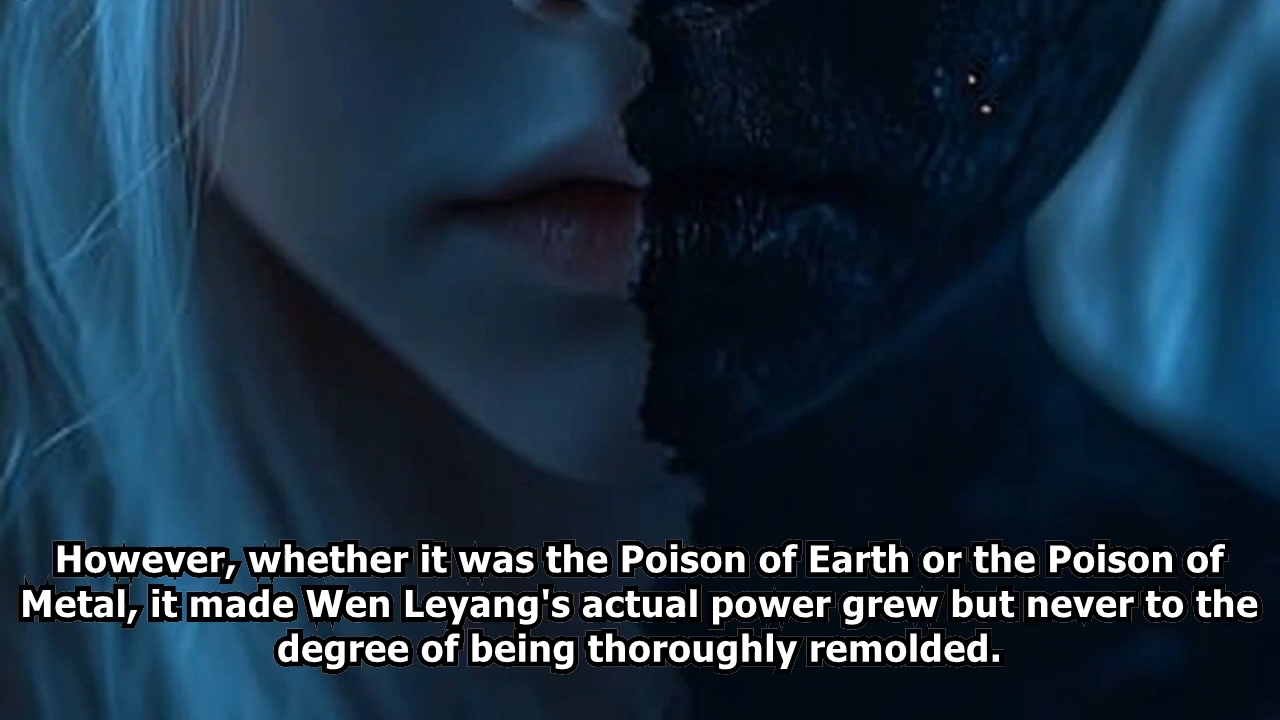 However, whether it was the Poison of Earth or the Poison of
Metal, it made Wen Leyang's actual power grew but never to the
degree of being thoroughly remolded.